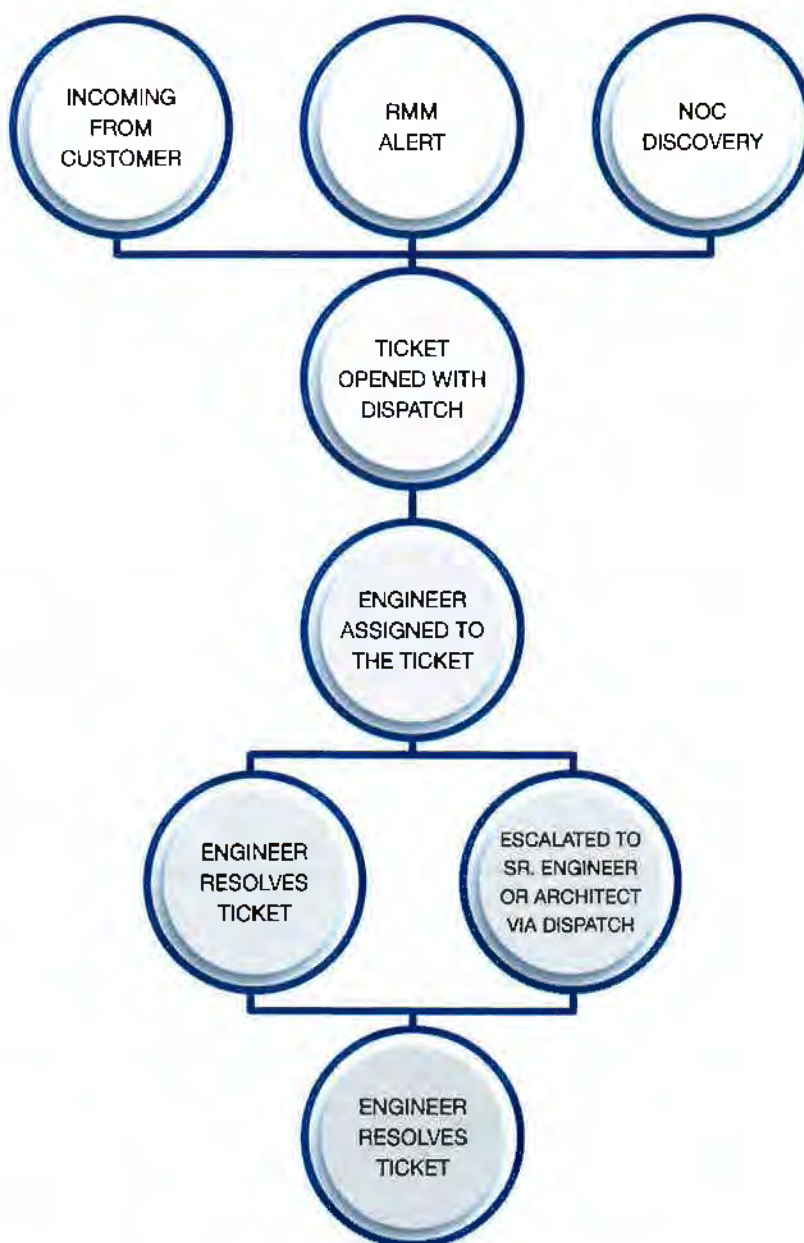 INCOMING
FROM
CUSTOMER
RMM
ALERT
NOC
DISCOVERY
TICKET
OPENED WITH
DISPATCH
ENGINEER
ASSIGNED TO
THE TICKET
ENGINEER
RESOLVES
TICKET
ESCALATED TO
SR. ENGINEER
OR ARCHITECT
VIA DISPATCH
ENGINEER
RESOLVES
TICKET